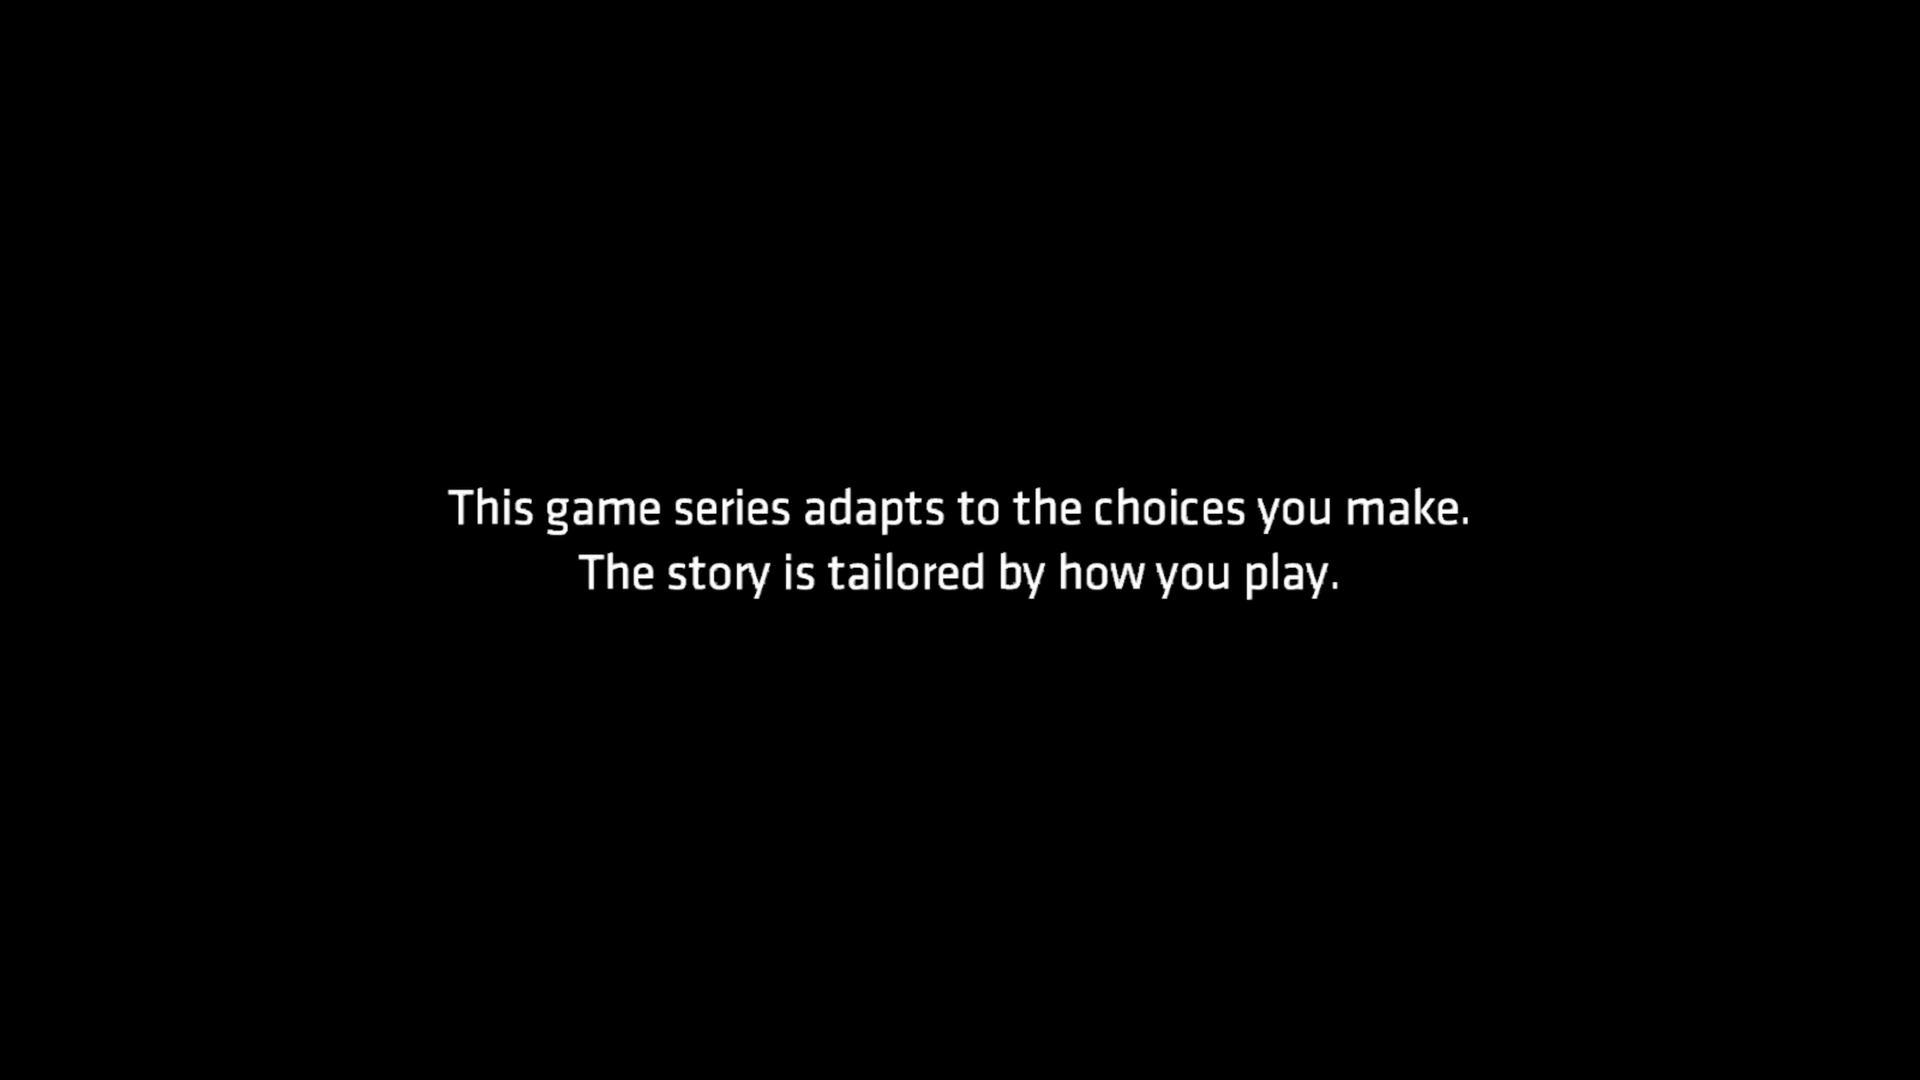 This game series adapts to the choices you make.
The story is tailored by how you play.